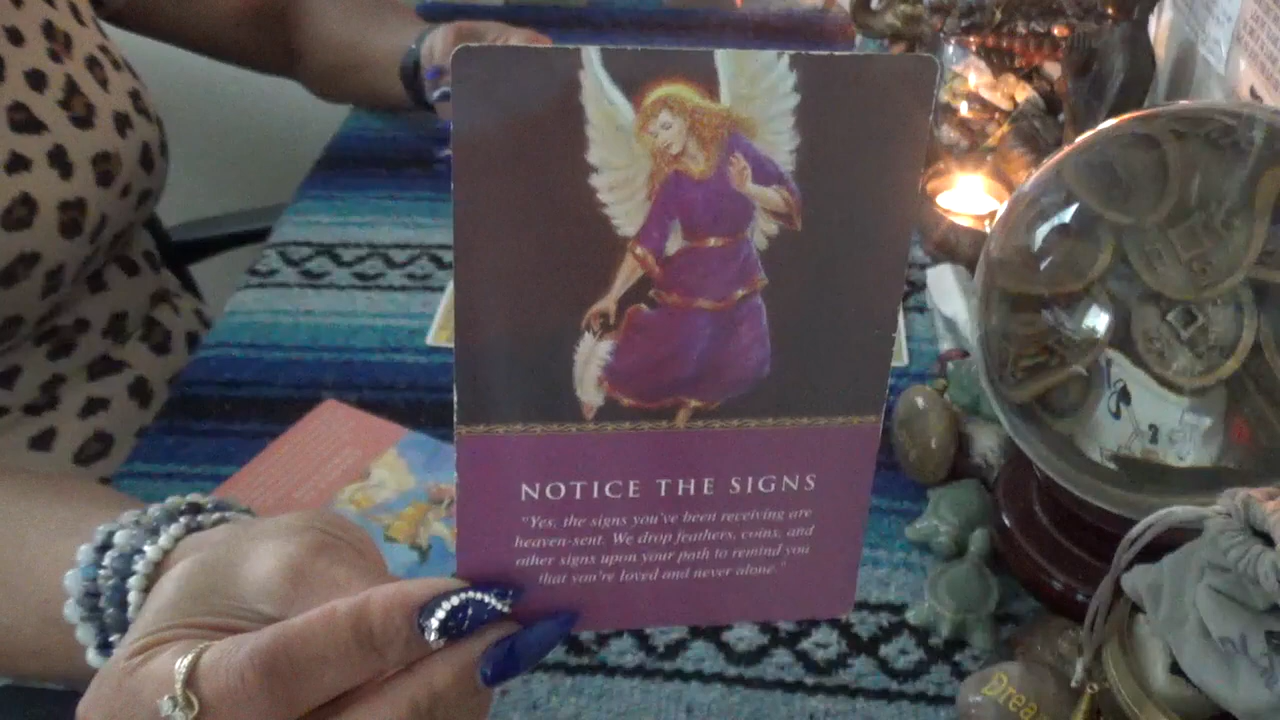 NOTICE THE SIGNS
"Yes, the signs you've been receiving are
heaven-sent. We drop feathers, coins, and
other signs upon your path to remind you
that you're loved and never alone."
Drea